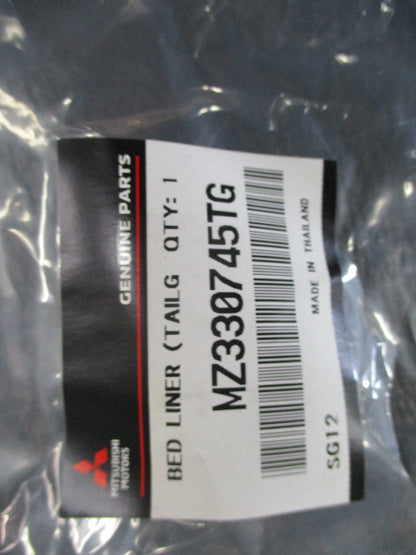 MITSUBISHI
MOTORS
GENUINE PARTS
BED LINER (TAILG QTY: 1
MZ330745TG
SG12
MADE IN THAILAND